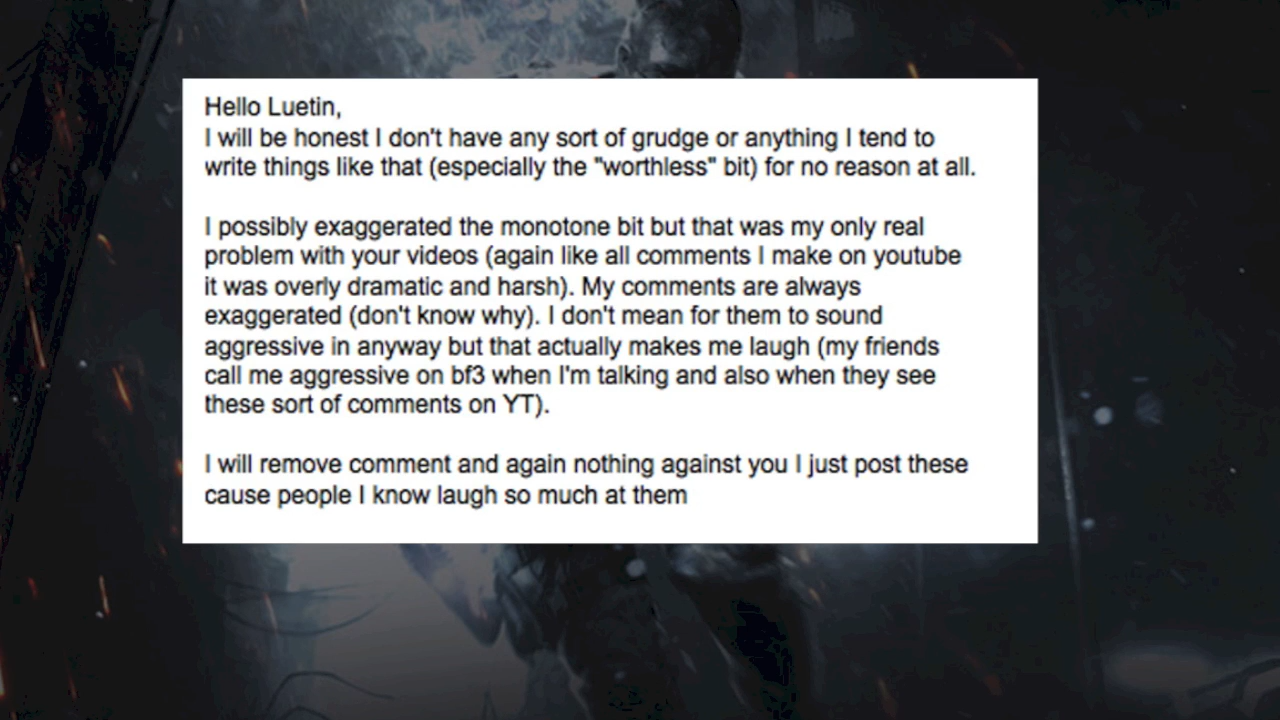 Hello Luetin,
I will be honest I don't have any sort of grudge or anything I tend to
write things like that (especially the "worthless" bit) for no reason at all.
I possibly exaggerated the monotone bit but that was my only real
problem with your videos (again like all comments I make on youtube
it was overly dramatic and harsh). My comments are always
exaggerated (don't know why). I don't mean for them to sound
aggressive in anyway but that actually makes me laugh (my friends
call me aggressive on bf3 when I'm talking and also when they see
these sort of comments on YT).
I will remove comment and again nothing against you I just post these
cause people I know laugh so much at them